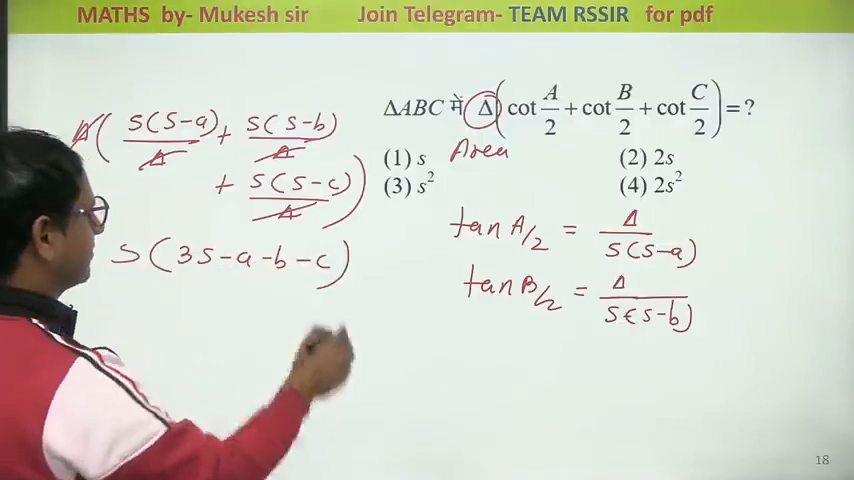 MATHS by- Mukesh sir Join Telegram- TEAM RSSIR for pdf
ΔABC में Δ(cot A/2 + cot B/2 + cot C/2) = ?
(1) s (2) 2s
(3) s² (4) 2s²
Area
tan A/2 = Δ/s(s-a)
tan B/2 = Δ/s(s-b)
Δ( s(s-a)/Δ + s(s-b)/Δ
+ s(s-c)/Δ )
s(3s-a-b-c)
18